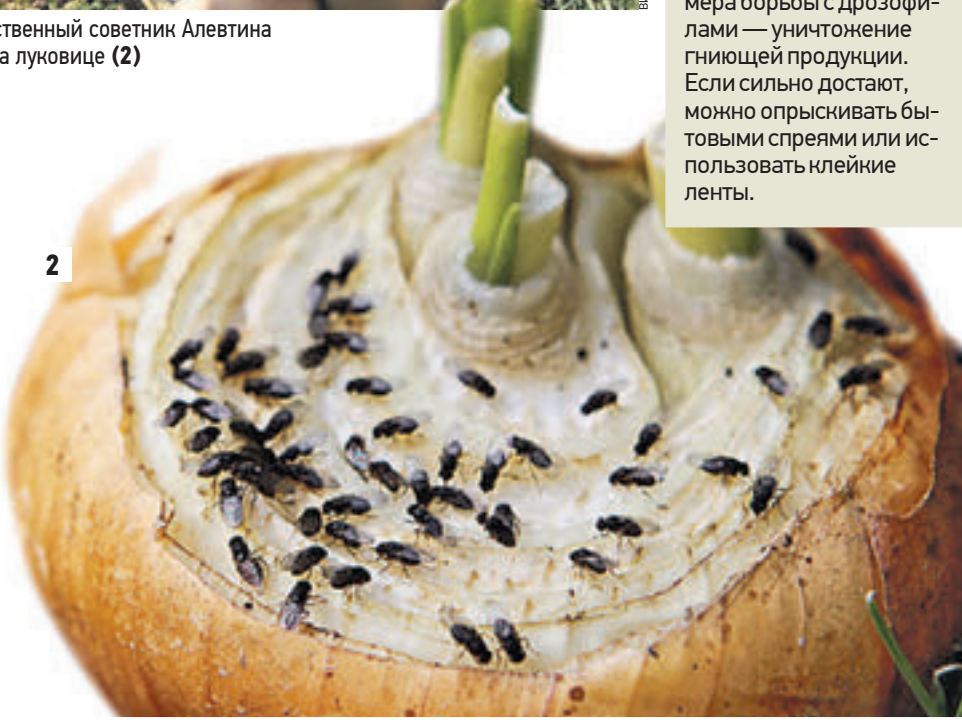 ственный советник Алевтина
а луковице (2)
мера борьбы с дрозофи-
лами — уничтожение
гниющей продукции.
Если сильно достают,
можно опрыскивать бы-
товыми спреями или ис-
пользовать клейкие
ленты.
2